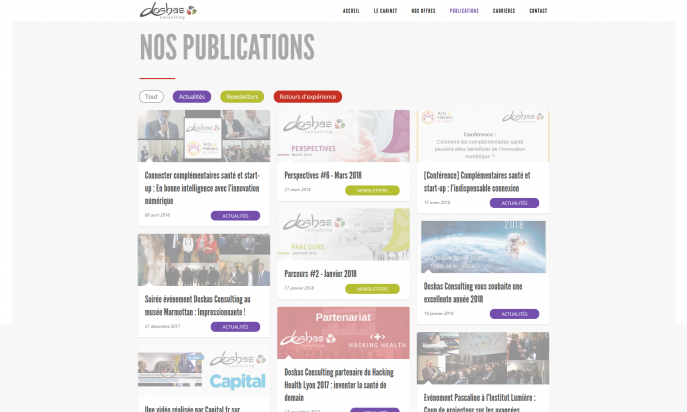 doshas
consulting
ACCUEIL LE CABINET NOS OFFRES PUBLICATIONS CARRIÈRES CONTACT
NOS PUBLICATIONS
Tout Actualités Newsletters Retours d'expérience
doshas
Connecter complémentaires santé et start-
up : En bonne intelligence avec l'innovation
numérique
06 avril 2018
ACTUALITÉS
Soirée évènement Doshas Consulting au
musée Marmottan : Impressionnante !
21 décembre 2017
ACTUALITÉS
doshas
Capital
Une vidéo réalisée par Capital.fr sur
doshas
consulting
PERSPECTIVES
MARS 2018
Perspectives #6 - Mars 2018
21 mars 2018
NEWSLETTERS
doshas
consulting
PARCOURS
JANVIER 2018
Parcours #2 - Janvier 2018
17 janvier 2018
NEWSLETTERS
Partenariat
doshas
consulting
HACKING HEALTH
Doshas Consulting partenaire du Hacking
Health Lyon 2017 : inventer la santé de
demain
doshas
consulting
Conférence :
Comment les complémentaires santé
peuvent-elles bénéficier de l'innovation
numérique ?
[Conférence] Complémentaires santé et
start-up : l'indispensable connexion
15 mars 2018
ACTUALITÉS
2018
Doshas Consulting vous souhaite une
excellente année 2018
10 janvier 2018
ACTUALITÉS
Evénement Pascaline à l'Institut Lumière :
Coup de projecteur sur les avancées